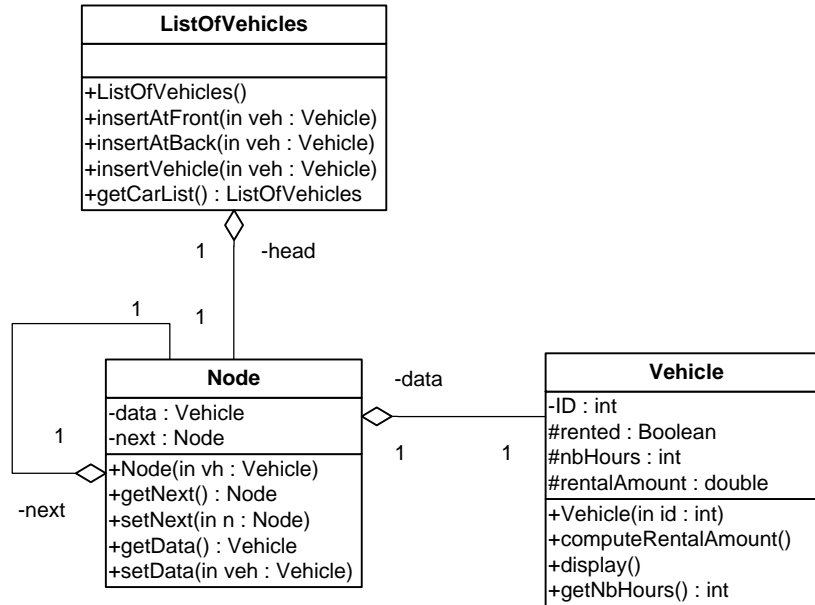 ListOfVehicles
+ListOfVehicles()
+insertAtFront(in veh : Vehicle)
+insertAtBack(in veh : Vehicle)
+insertVehicle(in veh : Vehicle)
+getCarList() : ListOfVehicles
1
-head
1
1
Node
-data : Vehicle
-next : Node
+Node(in vh : Vehicle)
+getNext() : Node
+setNext(in n : Node)
+getData() : Vehicle
+setData(in veh : Vehicle)
1
-next
-data
1
1
Vehicle
-ID : int
#rented : Boolean
#nbHours : int
#rentalAmount : double
+Vehicle(in id : int)
+computeRentalAmount()
+display()
+getNbHours() : int